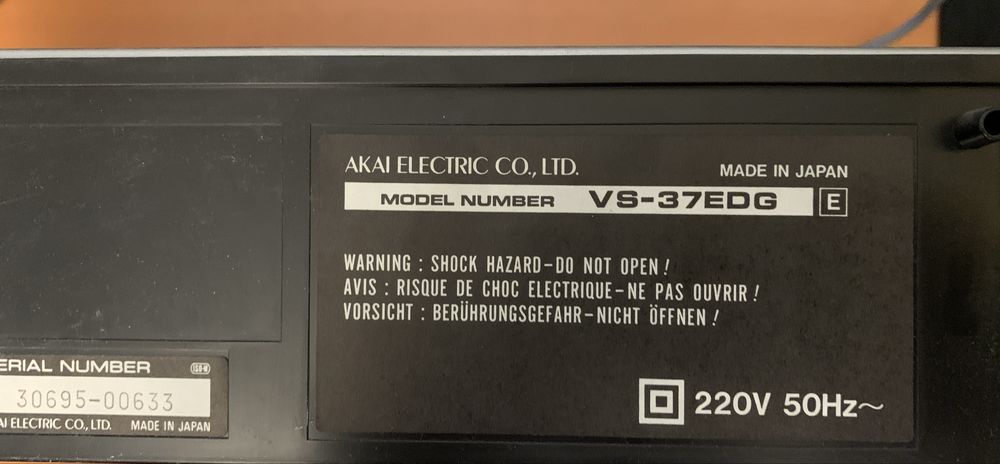 AKAI ELECTRIC CO., LTD. MADE IN JAPAN
MODEL NUMBER VS-37EDG E
WARNING : SHOCK HAZARD–DO NOT OPEN !
AVIS : RISQUE DE CHOC ELECTRIQUE–NE PAS OUVRIR !
VORSICHT : BERÜHRUNGSGEFAHR–NICHT ÖFFNEN !
220V 50Hz~
ERIAL NUMBER
30695-00633
AI ELECTRIC CO., LTD. MADE IN JAPAN